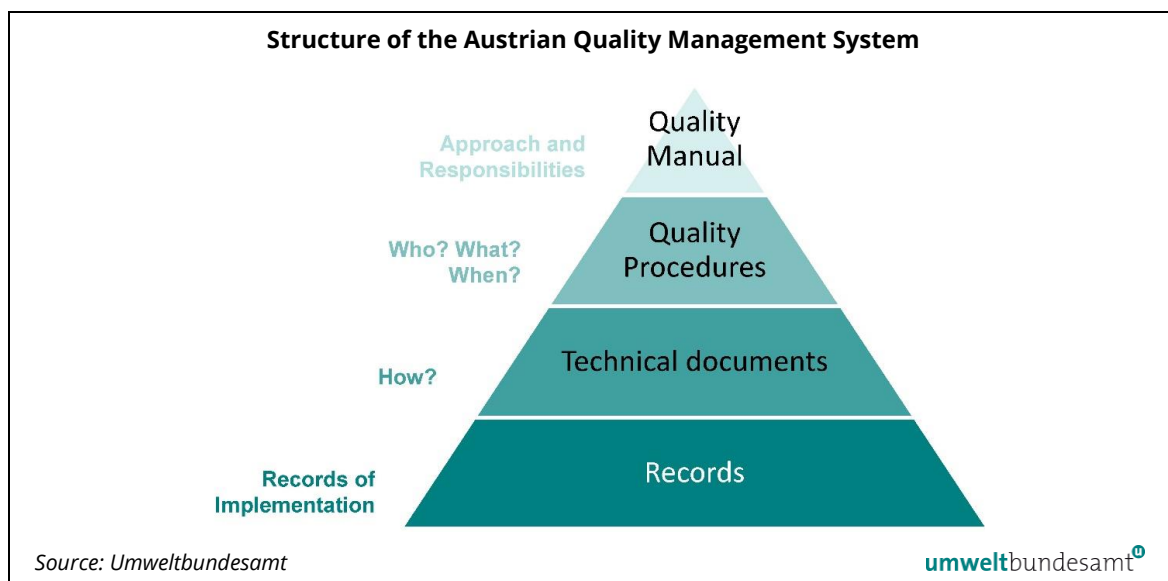 Structure of the Austrian Quality Management System
Approach and
Responsibilities
Quality
Manual
Who? What?
When?
Quality
Procedures
How?
Technical documents
Records of
Implementation
Records
Source: Umweltbundesamt
umweltbundesamt u